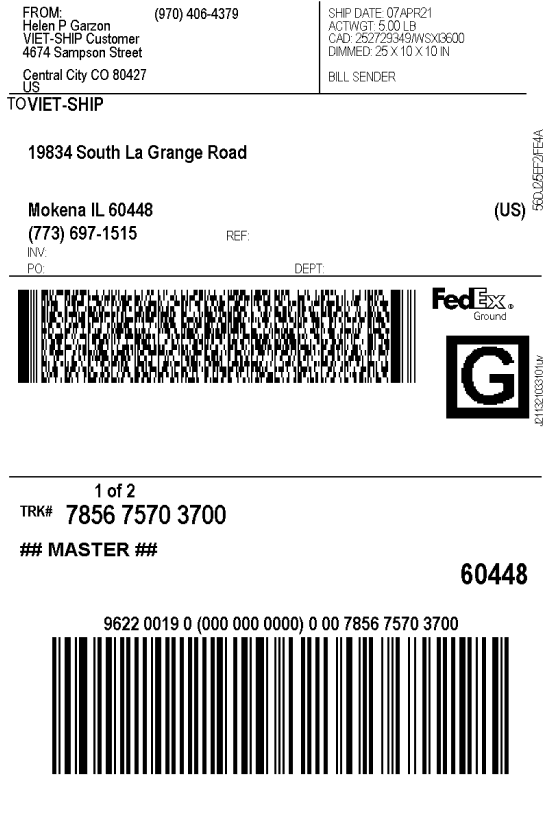 FROM: (970) 406-4379
Helen P Garzon
VIET-SHIP Customer
4674 Sampson Street
Central City CO 80427
US
SHIP DATE: 07APR21
ACTWGT: 5.00 LB
CAD: 252729349/WSXI3600
DIMMED: 25 X 10 X 10 IN
BILL SENDER
TO VIET-SHIP
19834 South La Grange Road
Mokena IL 60448 (US)
(773) 697-1515 REF:
INV:
PO: DEPT:
56DJ2/5EF2/FE4A
FedEx®
Ground
G
J211321033101uv
1 of 2
TRK# 7856 7570 3700
## MASTER ##
60448
9622 0019 0 (000 000 0000) 0 00 7856 7570 3700